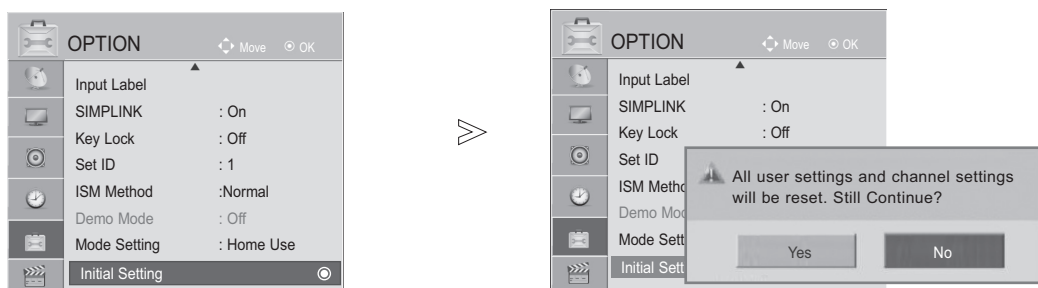 OPTION
Move OK
Input Label
SIMPLINK : On
Key Lock : Off
Set ID : 1
ISM Method :Normal
Demo Mode : Off
Mode Setting : Home Use
Initial Setting
OPTION
Move OK
Input Label
SIMPLINK : On
Key Lock : Off
Set ID
ISM Metho
Demo Mod
Mode Sett
Initial Sett
All user settings and channel settings
will be reset. Still Continue?
Yes No